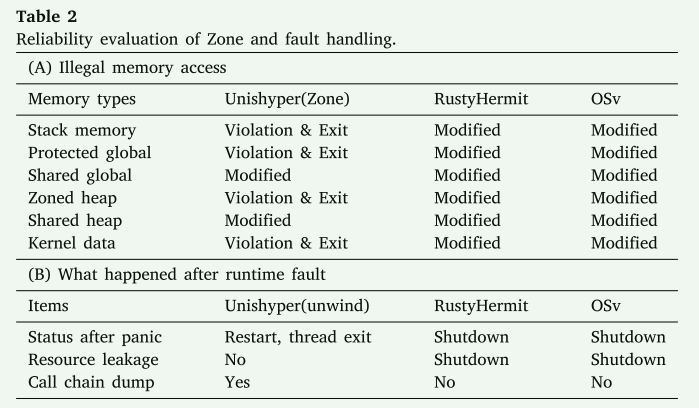 Table 2
Reliability evaluation of Zone and fault handling.
(A) Illegal memory access
Memory types Unishyper(Zone) RustyHermit OSv
Stack memory Violation & Exit Modified Modified
Protected global Violation & Exit Modified Modified
Shared global Modified Modified Modified
Zoned heap Violation & Exit Modified Modified
Shared heap Modified Modified Modified
Kernel data Violation & Exit Modified Modified
(B) What happened after runtime fault
Items Unishyper(unwind) RustyHermit OSv
Status after panic Restart, thread exit Shutdown Shutdown
Resource leakage No Shutdown Shutdown
Call chain dump Yes No No